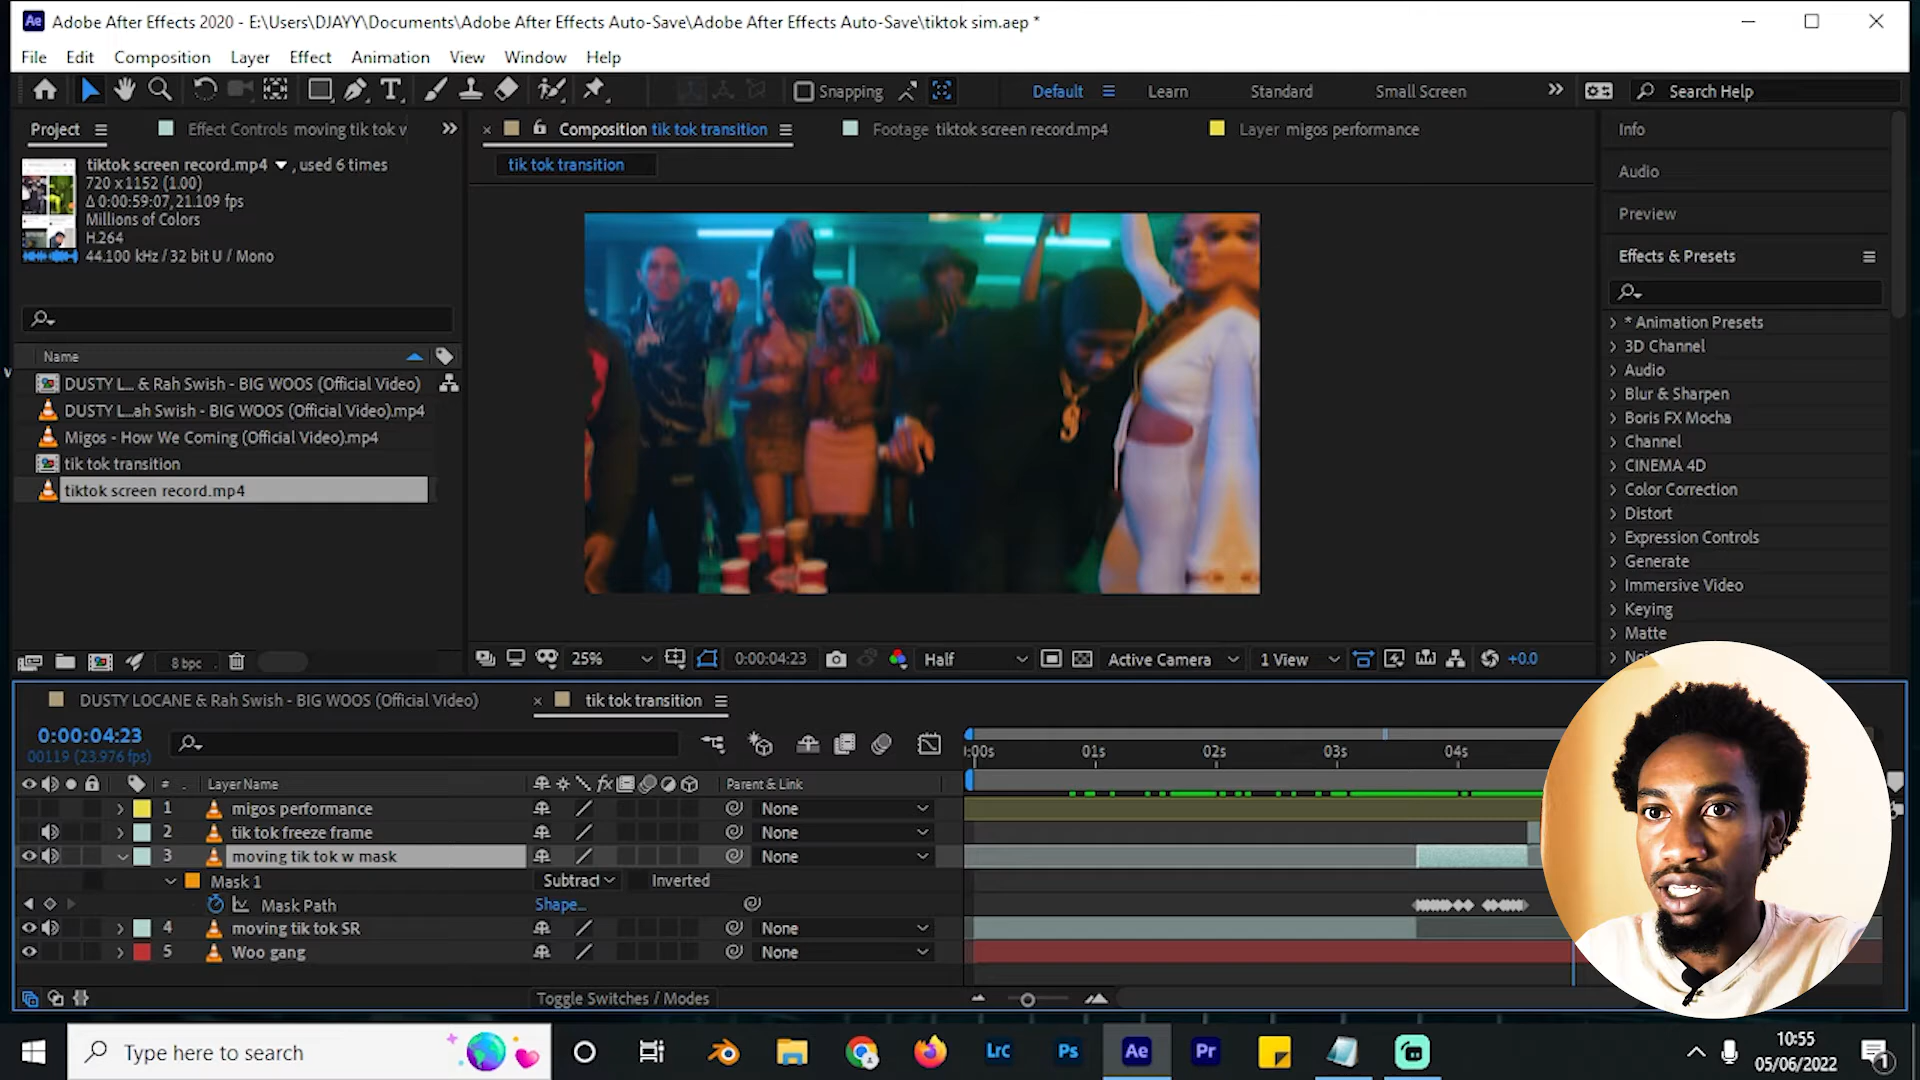 Adobe After Effects 2020 - E:\Users\DJAYY\Documents\Adobe After Effects Auto-Save\Adobe After Effects Auto-Save\tiktok sim.aep *
File Edit Composition Layer Effect Animation View Window Help
Snapping Default Learn Standard Small Screen Search Help
Project Effect Controls moving tik tok w
Composition tik tok transition Footage tiktok screen record.mp4 Layer migos performance
tik tok transition
tiktok screen record.mp4 , used 6 times
720 x 1152 (1.00)
Δ 0:00:59:07, 21.109 fps
Millions of Colors
H.264
44.100 kHz / 32 bit U / Mono
Name
DUSTY L... & Rah Swish - BIG WOOS (Official Video)
DUSTY L...ah Swish - BIG WOOS (Official Video).mp4
Migos - How We Coming (Official Video).mp4
tik tok transition
tiktok screen record.mp4
8 bpc
25% 0:00:04:23 Half Active Camera 1 View +0.0
Info
Audio
Preview
Effects & Presets
* Animation Presets
3D Channel
Audio
Blur & Sharpen
Boris FX Mocha
Channel
CINEMA 4D
Color Correction
Distort
Expression Controls
Generate
Immersive Video
Keying
Matte
DUSTY LOCANE & Rah Swish - BIG WOOS (Official Video) tik tok transition
0:00:04:23
00119 (23.976 fps)
:00s 01s 02s 03s 04s
# Layer Name fx Parent & Link
1 migos performance None
2 tik tok freeze frame None
3 moving tik tok w mask None
Mask 1 Subtract Inverted
Mask Path Shape...
4 moving tik tok SR None
5 Woo gang None
Toggle Switches / Modes
Type here to search
LrC Ps Ae Pr
10:55
05/06/2022
1